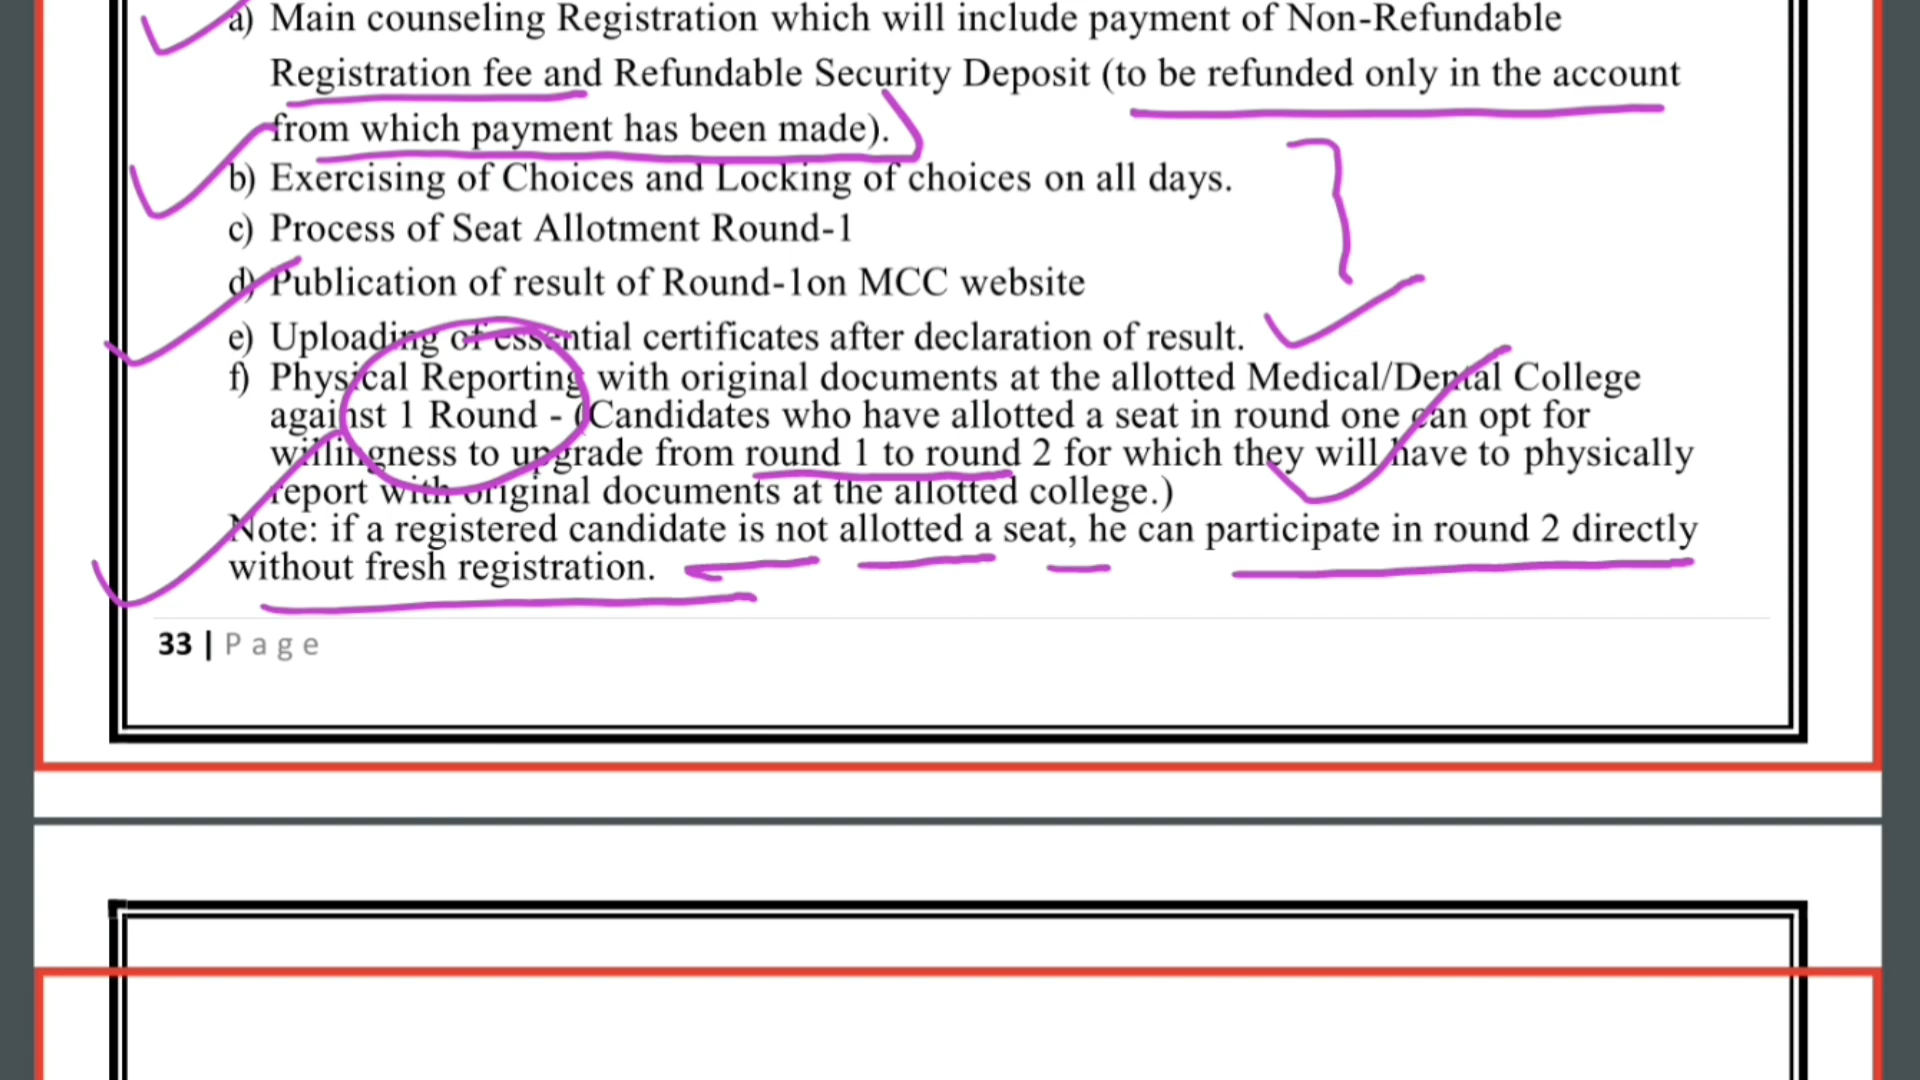 a) Main counseling Registration which will include payment of Non-Refundable
Registration fee and Refundable Security Deposit (to be refunded only in the account
from which payment has been made).
b) Exercising of Choices and Locking of choices on all days.
c) Process of Seat Allotment Round-1
d) Publication of result of Round-1on MCC website
e) Uploading of essential certificates after declaration of result.
f) Physical Reporting with original documents at the allotted Medical/Dental College
against 1 Round - (Candidates who have allotted a seat in round one can opt for
willingness to upgrade from round 1 to round 2 for which they will have to physically
report with original documents at the allotted college.)
Note: if a registered candidate is not allotted a seat, he can participate in round 2 directly
without fresh registration.
33 | Page